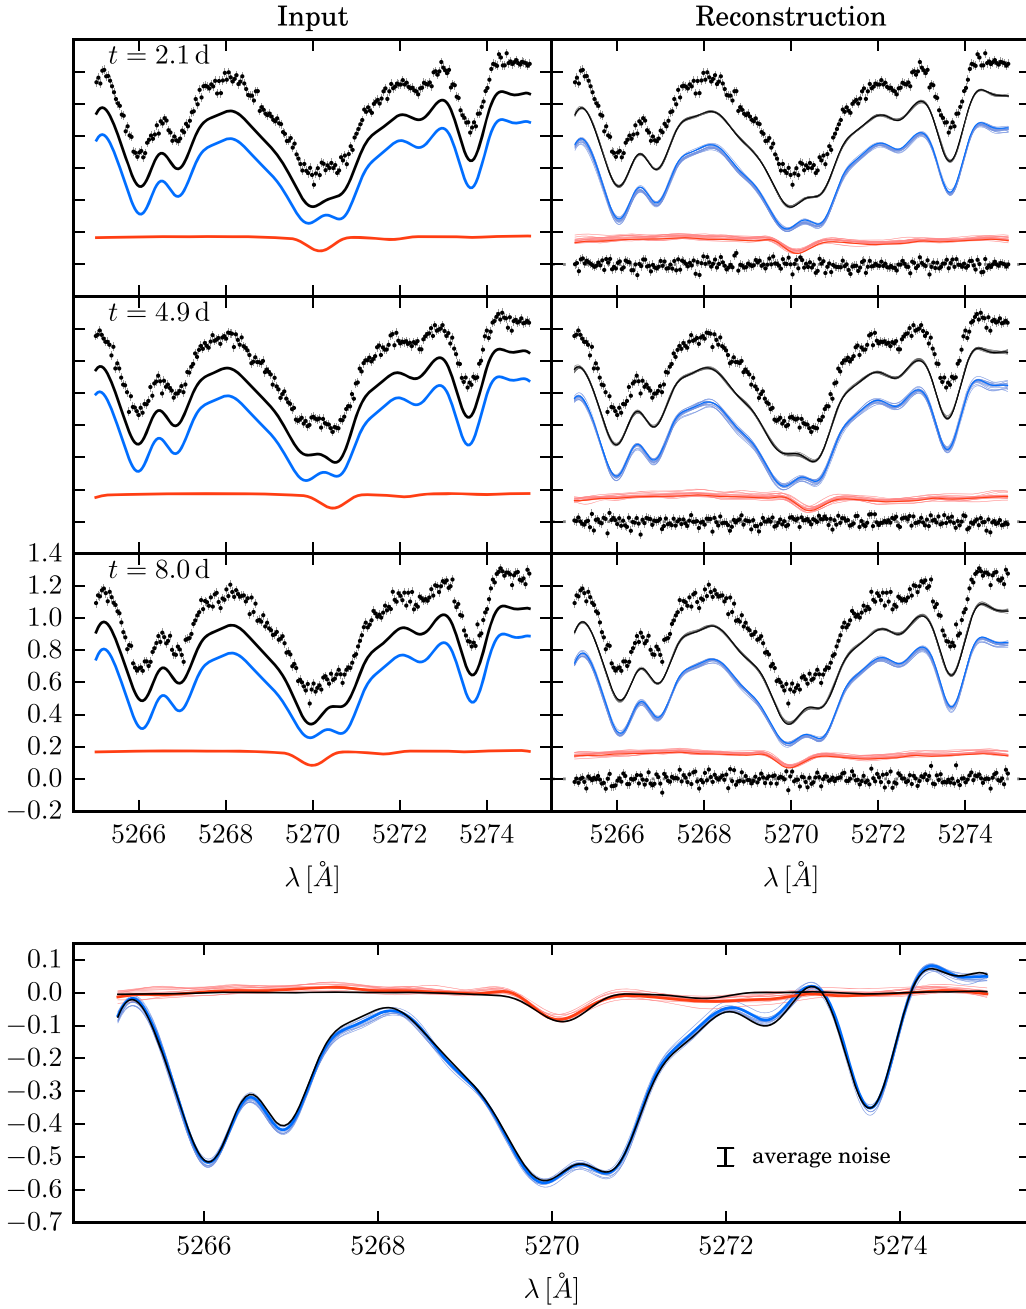 Input Reconstruction
t = 2.1 d
t = 4.9 d
1.4
t = 8.0 d
1.2
1.0
0.8
0.6
0.4
0.2
0.0
−0.2
5266 5268 5270 5272 5274 5266 5268 5270 5272 5274
λ [Å] λ [Å]
0.1
0.0
−0.1
−0.2
−0.3
−0.4
−0.5
average noise
−0.6
−0.7
5266 5268 5270 5272 5274
λ [Å]